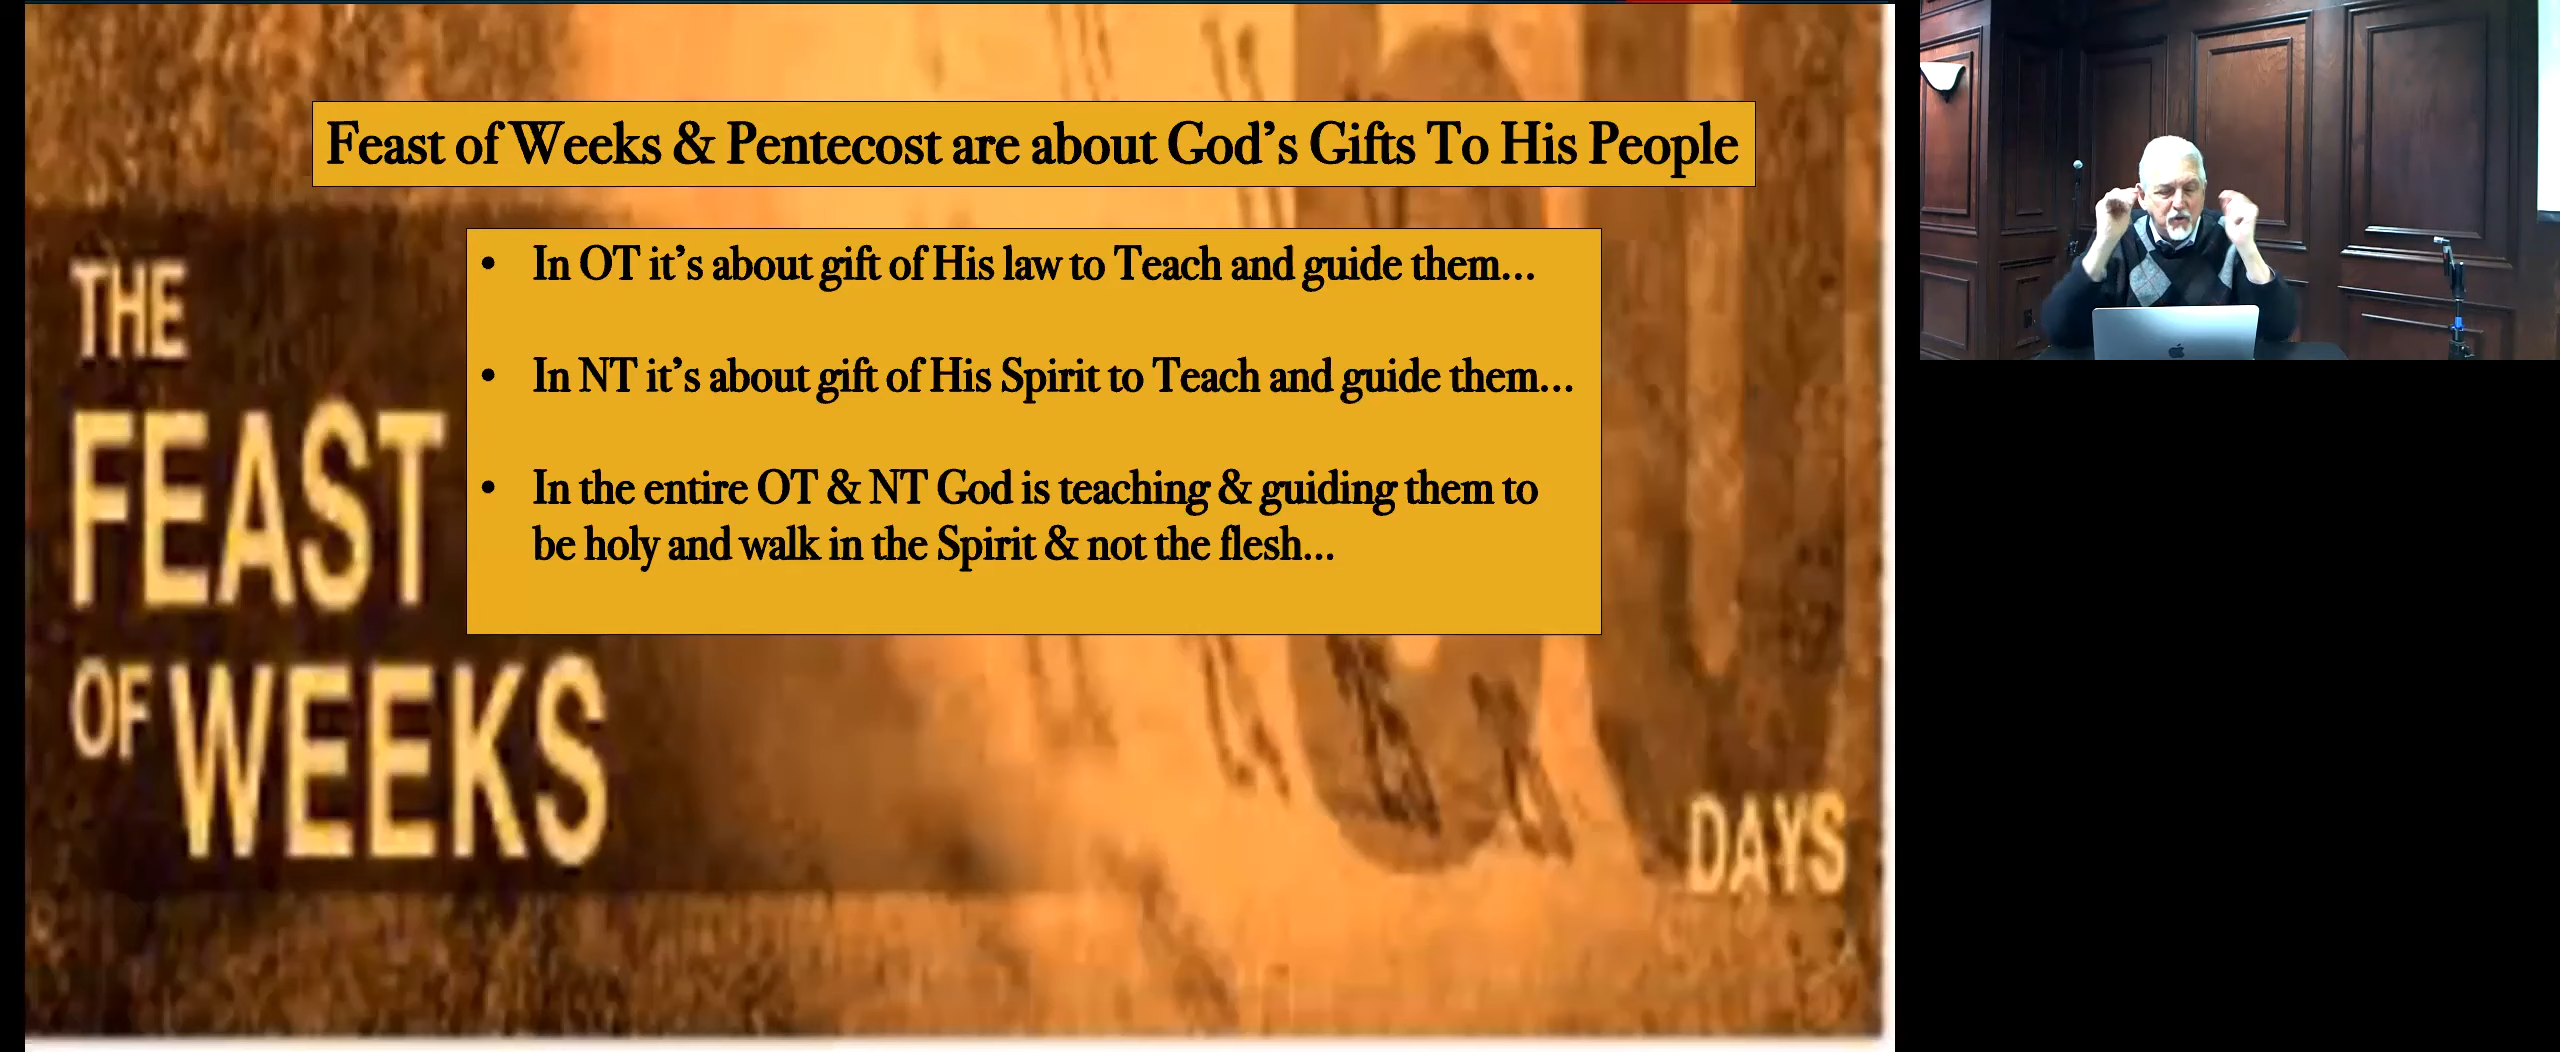 Feast of Weeks & Pentecost are about God's Gifts To His People
• In OT it's about gift of His law to Teach and guide them...
• In NT it's about gift of His Spirit to Teach and guide them...
• In the entire OT & NT God is teaching & guiding them to
be holy and walk in the Spirit & not the flesh...
THE
FEAST
OF WEEKS
DAYS